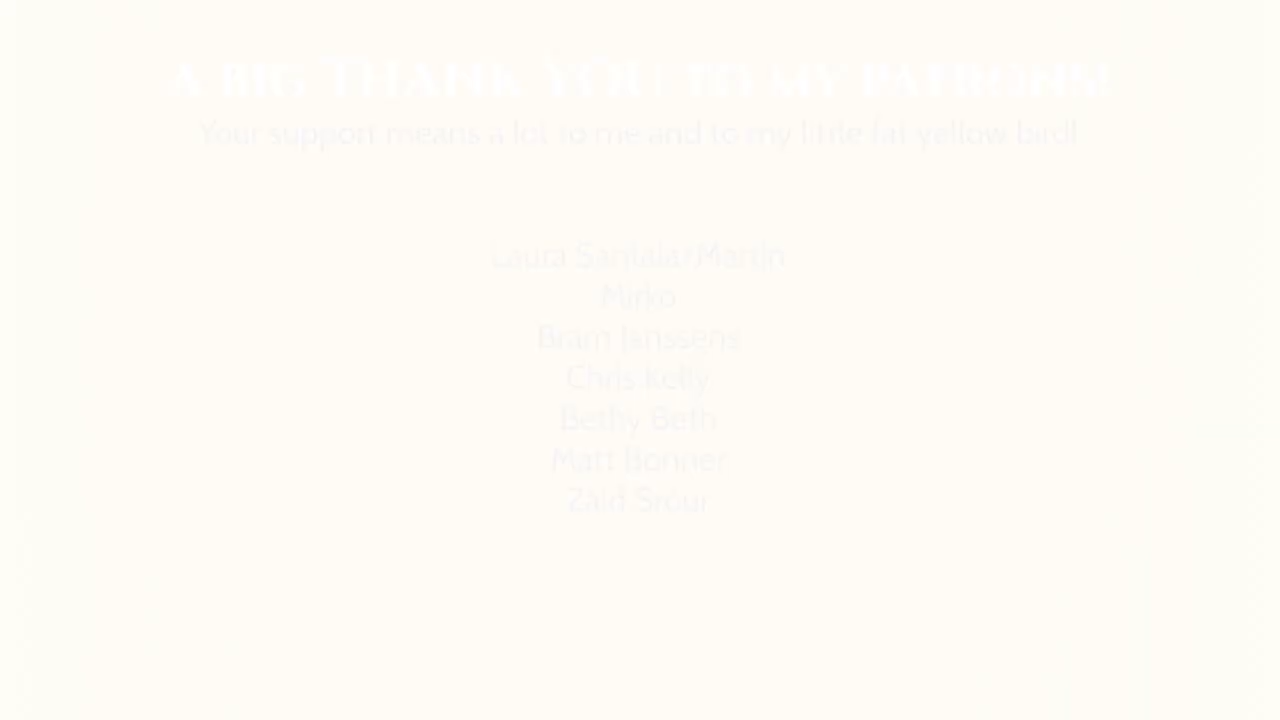 A BIG THANK YOU TO MY PATRONS!
Your support means a lot to me and to my little fat yellow bird!
Laura Martin
Mirko
Bram Janssens
Chris Kelly
Bethy Beth
Matt Bonner
Zaid Srour